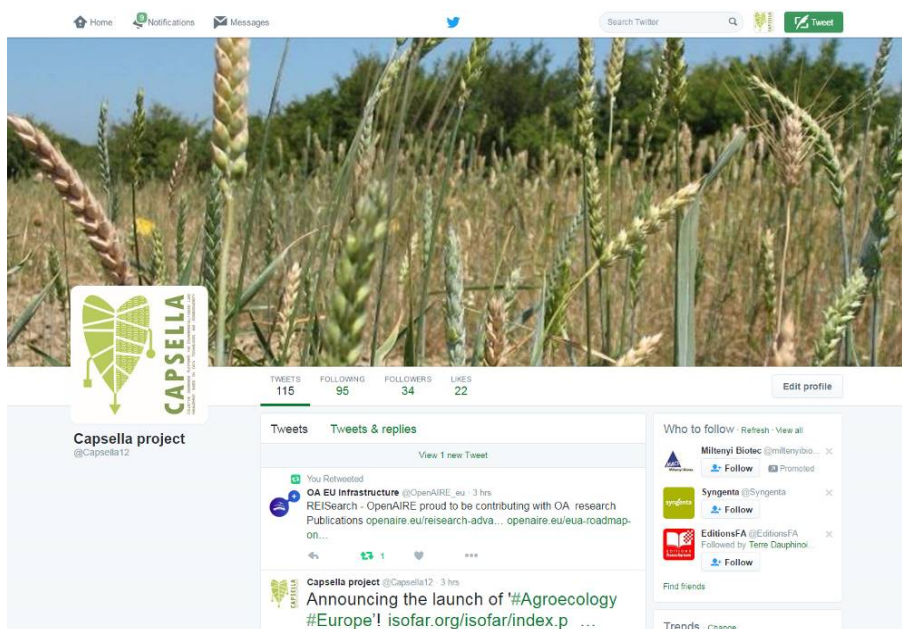 Home
9
Notifications
Messages
Search Twitter
Tweet
CAPSELLA
TWEETS
115
FOLLOWING
95
FOLLOWERS
34
LIKES
22
Edit profile
Capsella project
@Capsella12
Tweets
Tweets & replies
View 1 new Tweet
You Retweeted
OA EU Infrastructure @OpenAIRE_eu · 3 hrs
REISearch - OpenAIRE proud to be contributing with OA research
Publications openaire.eu/reisearch-adva... openaire.eu/eua-roadmap-
on...
1
Capsella project @Capsella12 · 3 hrs
Announcing the launch of '#Agroecology
#Europe'! isofar.org/isofar/index.p ...
Who to follow · Refresh · View all
Miltenyi Biotec @miltenyibio...
Follow
Promoted
Syngenta @Syngenta
syngenta
Follow
EditionsFA @EditionsFA
Followed by Terre Dauphinoi...
Follow
Find friends
Trends · Change